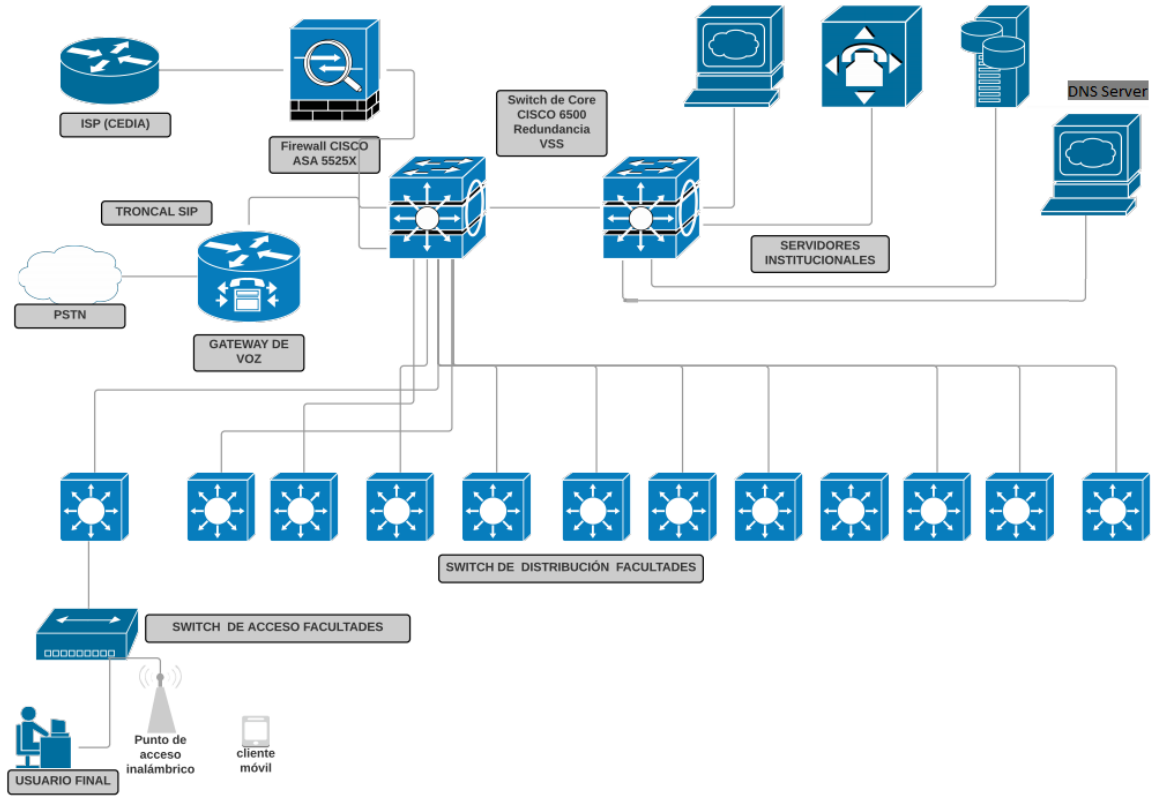 ISP (CEDIA)
Firewall CISCO
ASA 5525X
Switch de Core
CISCO 6500
Redundancia
VSS
DNS Server
TRONCAL SIP
SERVIDORES
INSTITUCIONALES
PSTN
GATEWAY DE
VOZ
SWITCH DE DISTRIBUCIÓN FACULTADES
SWITCH DE ACCESO FACULTADES
Punto de
acceso
inalámbrico
cliente
móvil
USUARIO FINAL